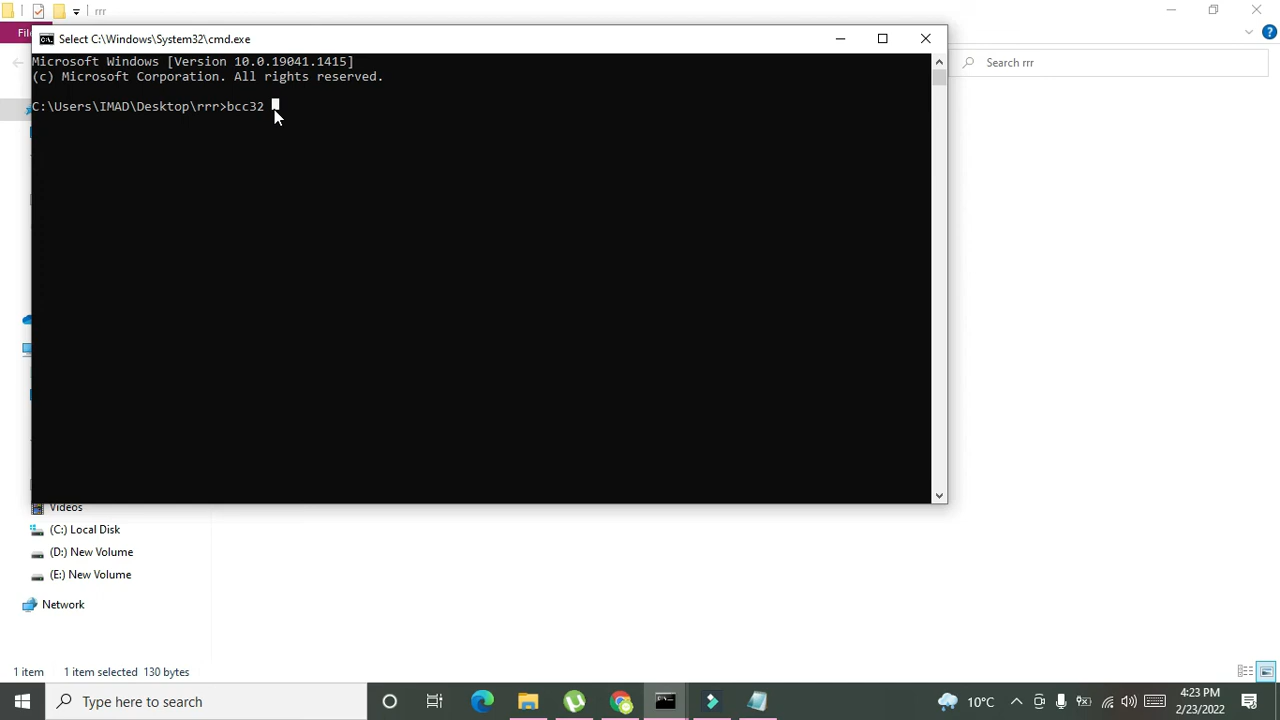 rrr
Select C:\Windows\System32\cmd.exe
Microsoft Windows [Version 10.0.19041.1415]
(c) Microsoft Corporation. All rights reserved.
Search rrr
C:\Users\IMAD\Desktop\rrr>bcc32
Videos
(C:) Local Disk
(D:) New Volume
(E:) New Volume
Network
1 item 1 item selected 130 bytes
Type here to search
10°C
4:23 PM
2/23/2022